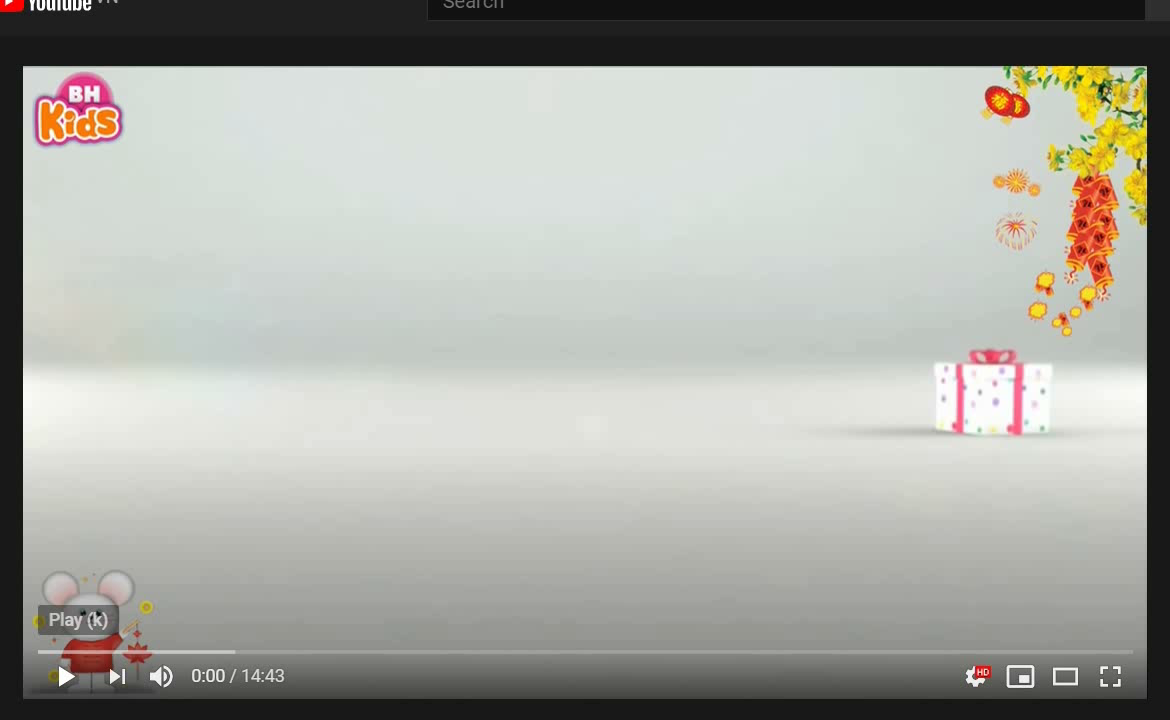 YouTube VN
Search
BH
Kids
Play (k)
0:00 / 14:43
HD